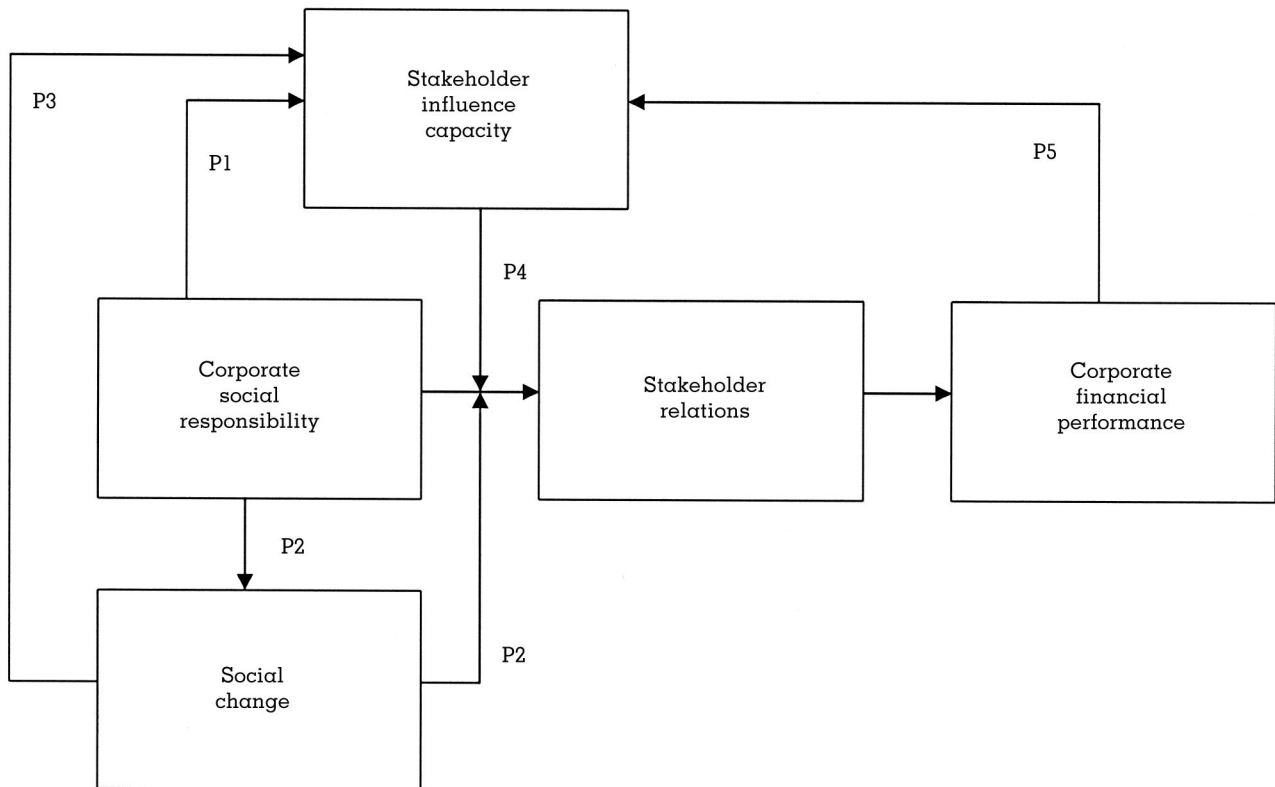 Stakeholder
influence
capacity
P3
P1
P5
P4
Corporate
social
responsibility
Stakeholder
relations
Corporate
financial
performance
P2
P2
Social
change